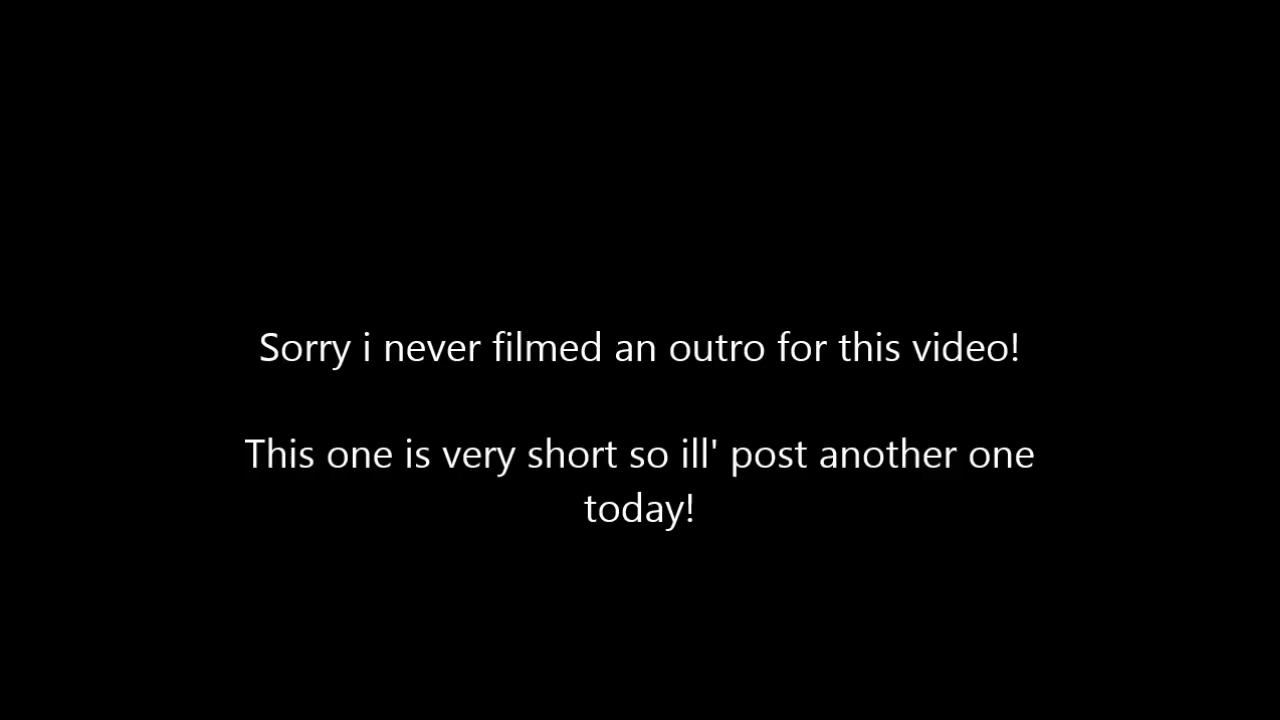 Sorry i never filmed an outro for this video!
This one is very short so ill' post another one
today!